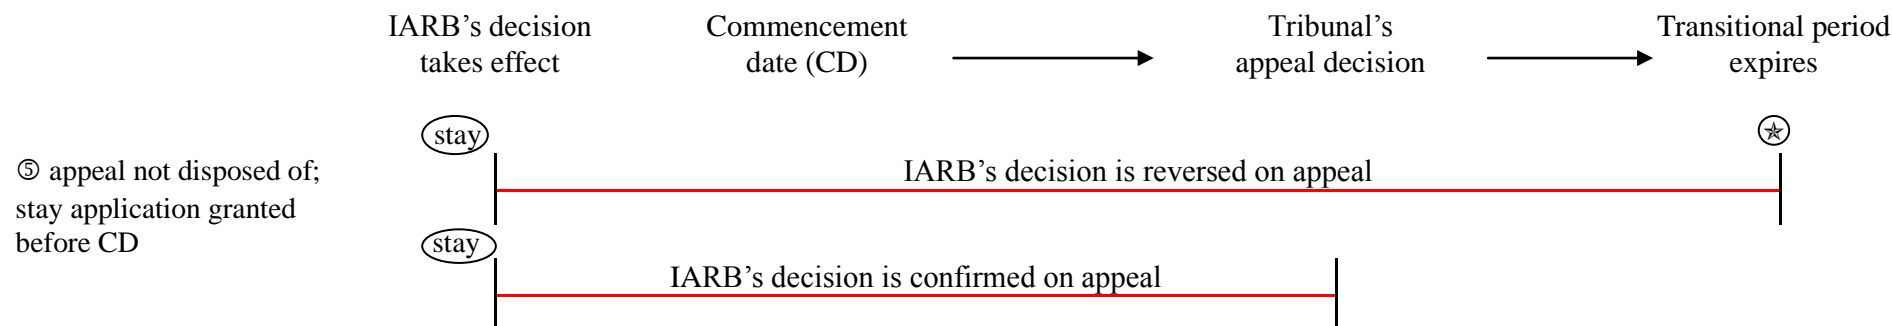 IARB’s decision
takes effect
Commencement
date (CD)
Tribunal’s
appeal decision
Transitional period
expires
stay
⑤ appeal not disposed of;
stay application granted
before CD
IARB’s decision is reversed on appeal
stay
IARB’s decision is confirmed on appeal